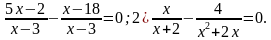 (5x−2)/(x−3) − (x−18)/(x−3) = 0 ; 2 ¿ x/(x+2) − 4/(x²+2x) = 0.